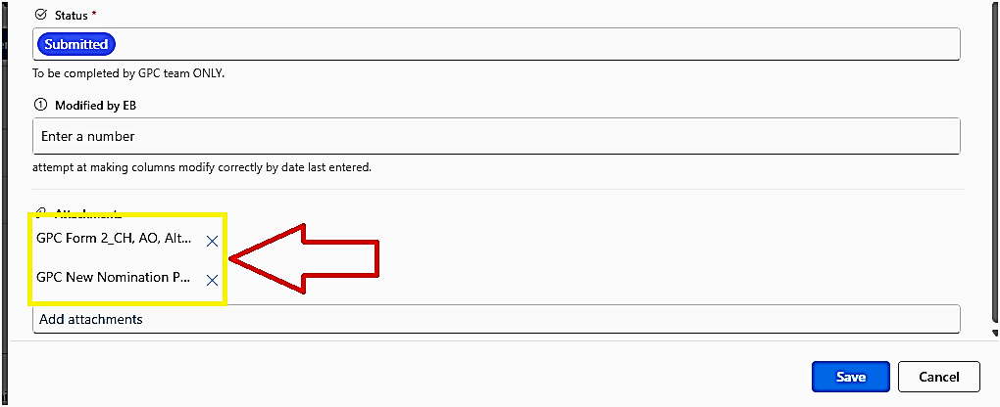 Status *
Submitted
To be completed by GPC team ONLY.
1 Modified by EB
Enter a number
attempt at making columns modify correctly by date last entered.
Attachments
GPC Form 2_CH, AO, Alt...
GPC New Nomination P...
Add attachments
Save Cancel